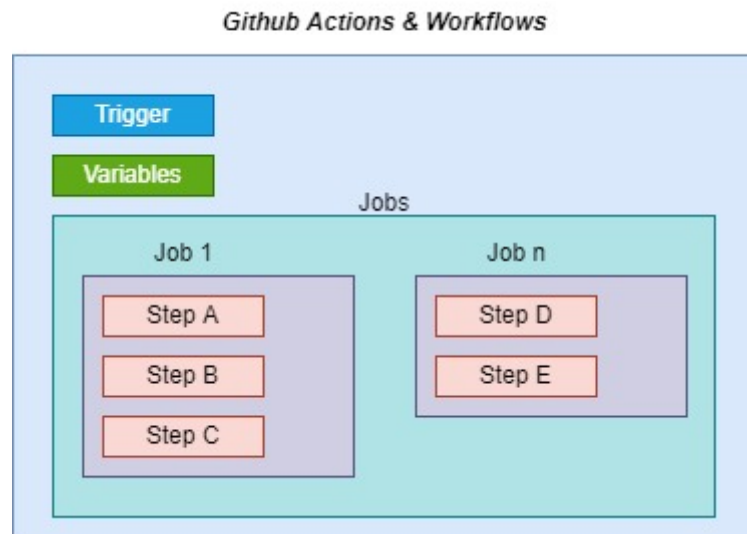 Github Actions & Workflows
Trigger
Variables
Jobs
Job 1
Step A
Step B
Step C
Job n
Step D
Step E